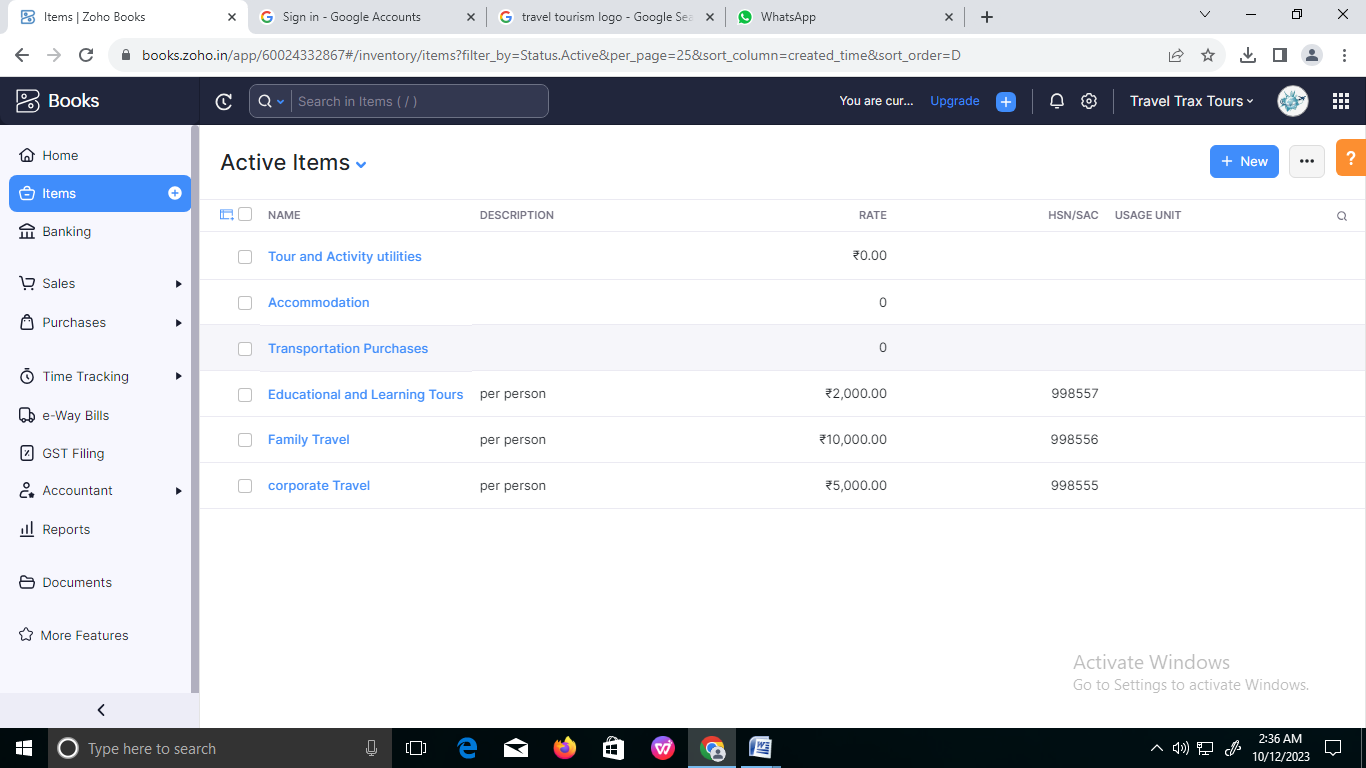 Items | Zoho Books
Sign in - Google Accounts
travel tourism logo - Google Sea
WhatsApp
books.zoho.in/app/60024332867#/inventory/items?filter_by=Status.Active&per_page=25&sort_column=created_time&sort_order=D
Books
Search in Items ( / )
You are cur...
Upgrade
Travel Trax Tours
Home
Items
Banking
Sales
Purchases
Time Tracking
e-Way Bills
GST Filing
Accountant
Reports
Documents
More Features
Active Items
+ New
?
NAME DESCRIPTION RATE HSN/SAC USAGE UNIT
Tour and Activity utilities ₹0.00
Accommodation 0
Transportation Purchases 0
Educational and Learning Tours per person ₹2,000.00 998557
Family Travel per person ₹10,000.00 998556
corporate Travel per person ₹5,000.00 998555
Activate Windows
Go to Settings to activate Windows.
Type here to search
2:36 AM
10/12/2023